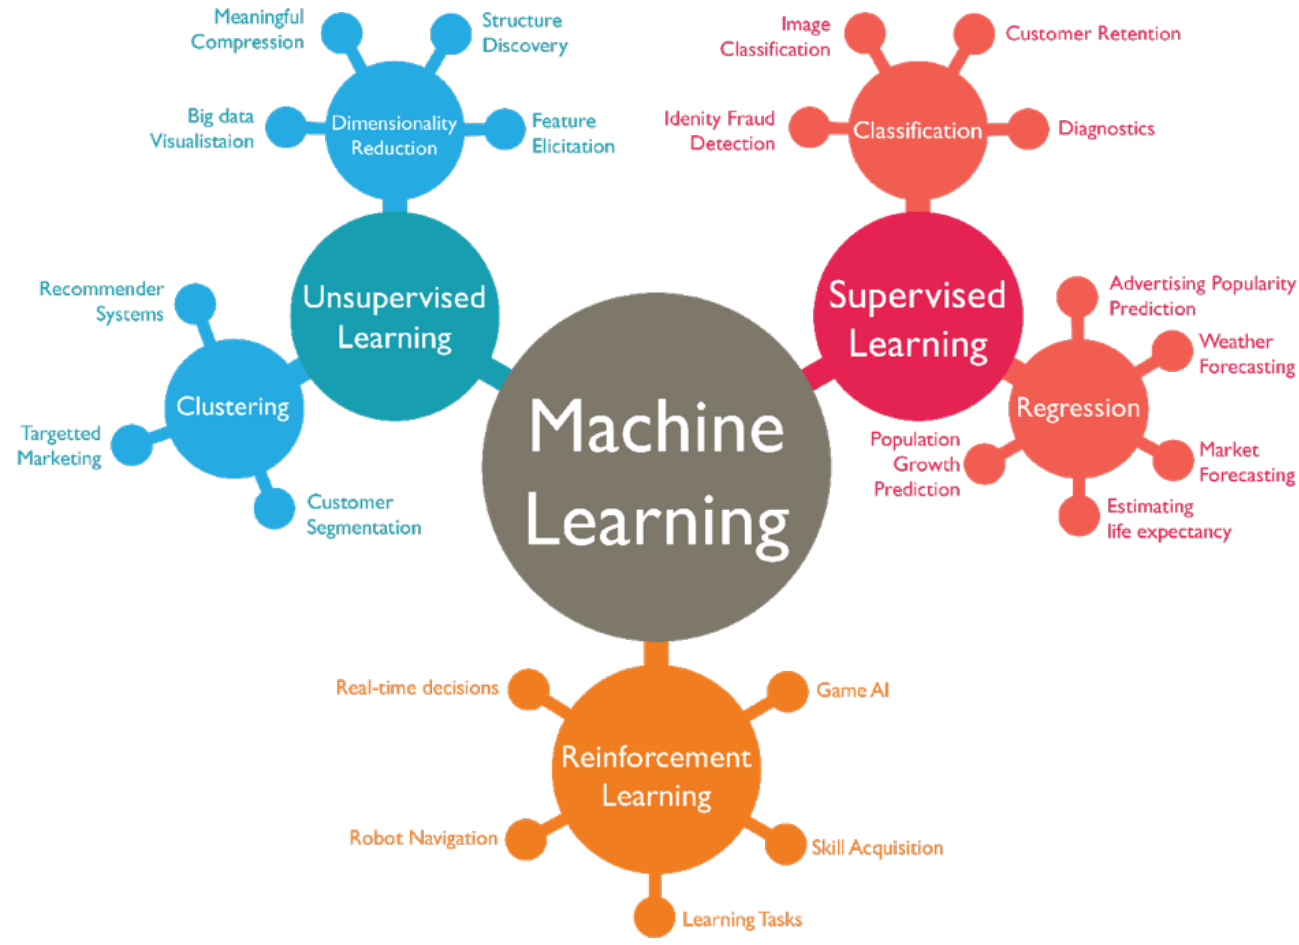 Meaningful
Compression
Structure
Discovery
Big data
Visualistaion
Dimensionality
Reduction
Feature
Elicitation
Image
Classification
Customer Retention
Idenity Fraud
Detection
Classification
Diagnostics
Unsupervised
Learning
Supervised
Learning
Recommender
Systems
Clustering
Targetted
Marketing
Customer
Segmentation
Machine
Learning
Advertising Popularity
Prediction
Weather
Forecasting
Regression
Population
Growth
Prediction
Market
Forecasting
Estimating
life expectancy
Real-time decisions
Game AI
Reinforcement
Learning
Robot Navigation
Skill Acquisition
Learning Tasks